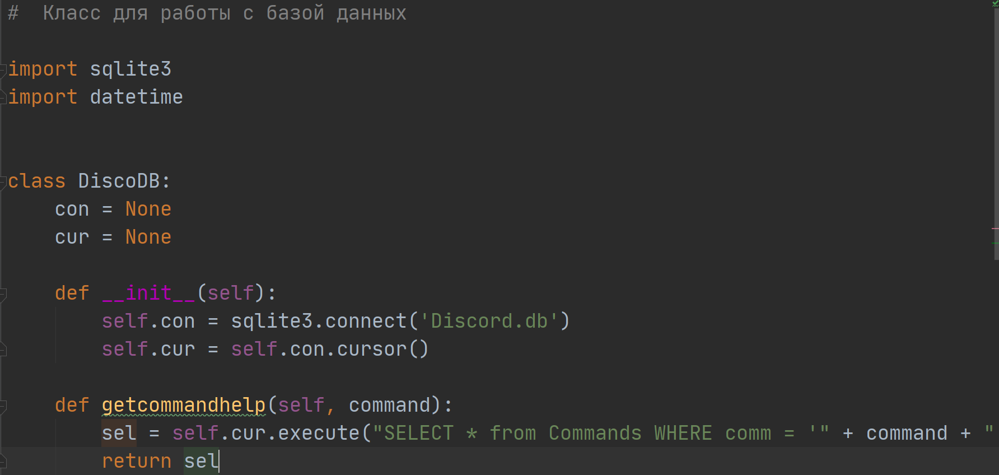 #  Класс для работы с базой данных
import sqlite3
import datetime
class DiscoDB:
    con = None
    cur = None
    def __init__(self):
        self.con = sqlite3.connect('Discord.db')
        self.cur = self.con.cursor()
    def getcommandhelp(self, command):
        sel = self.cur.execute("SELECT * from Commands WHERE comm = '" + command + "
        return sel